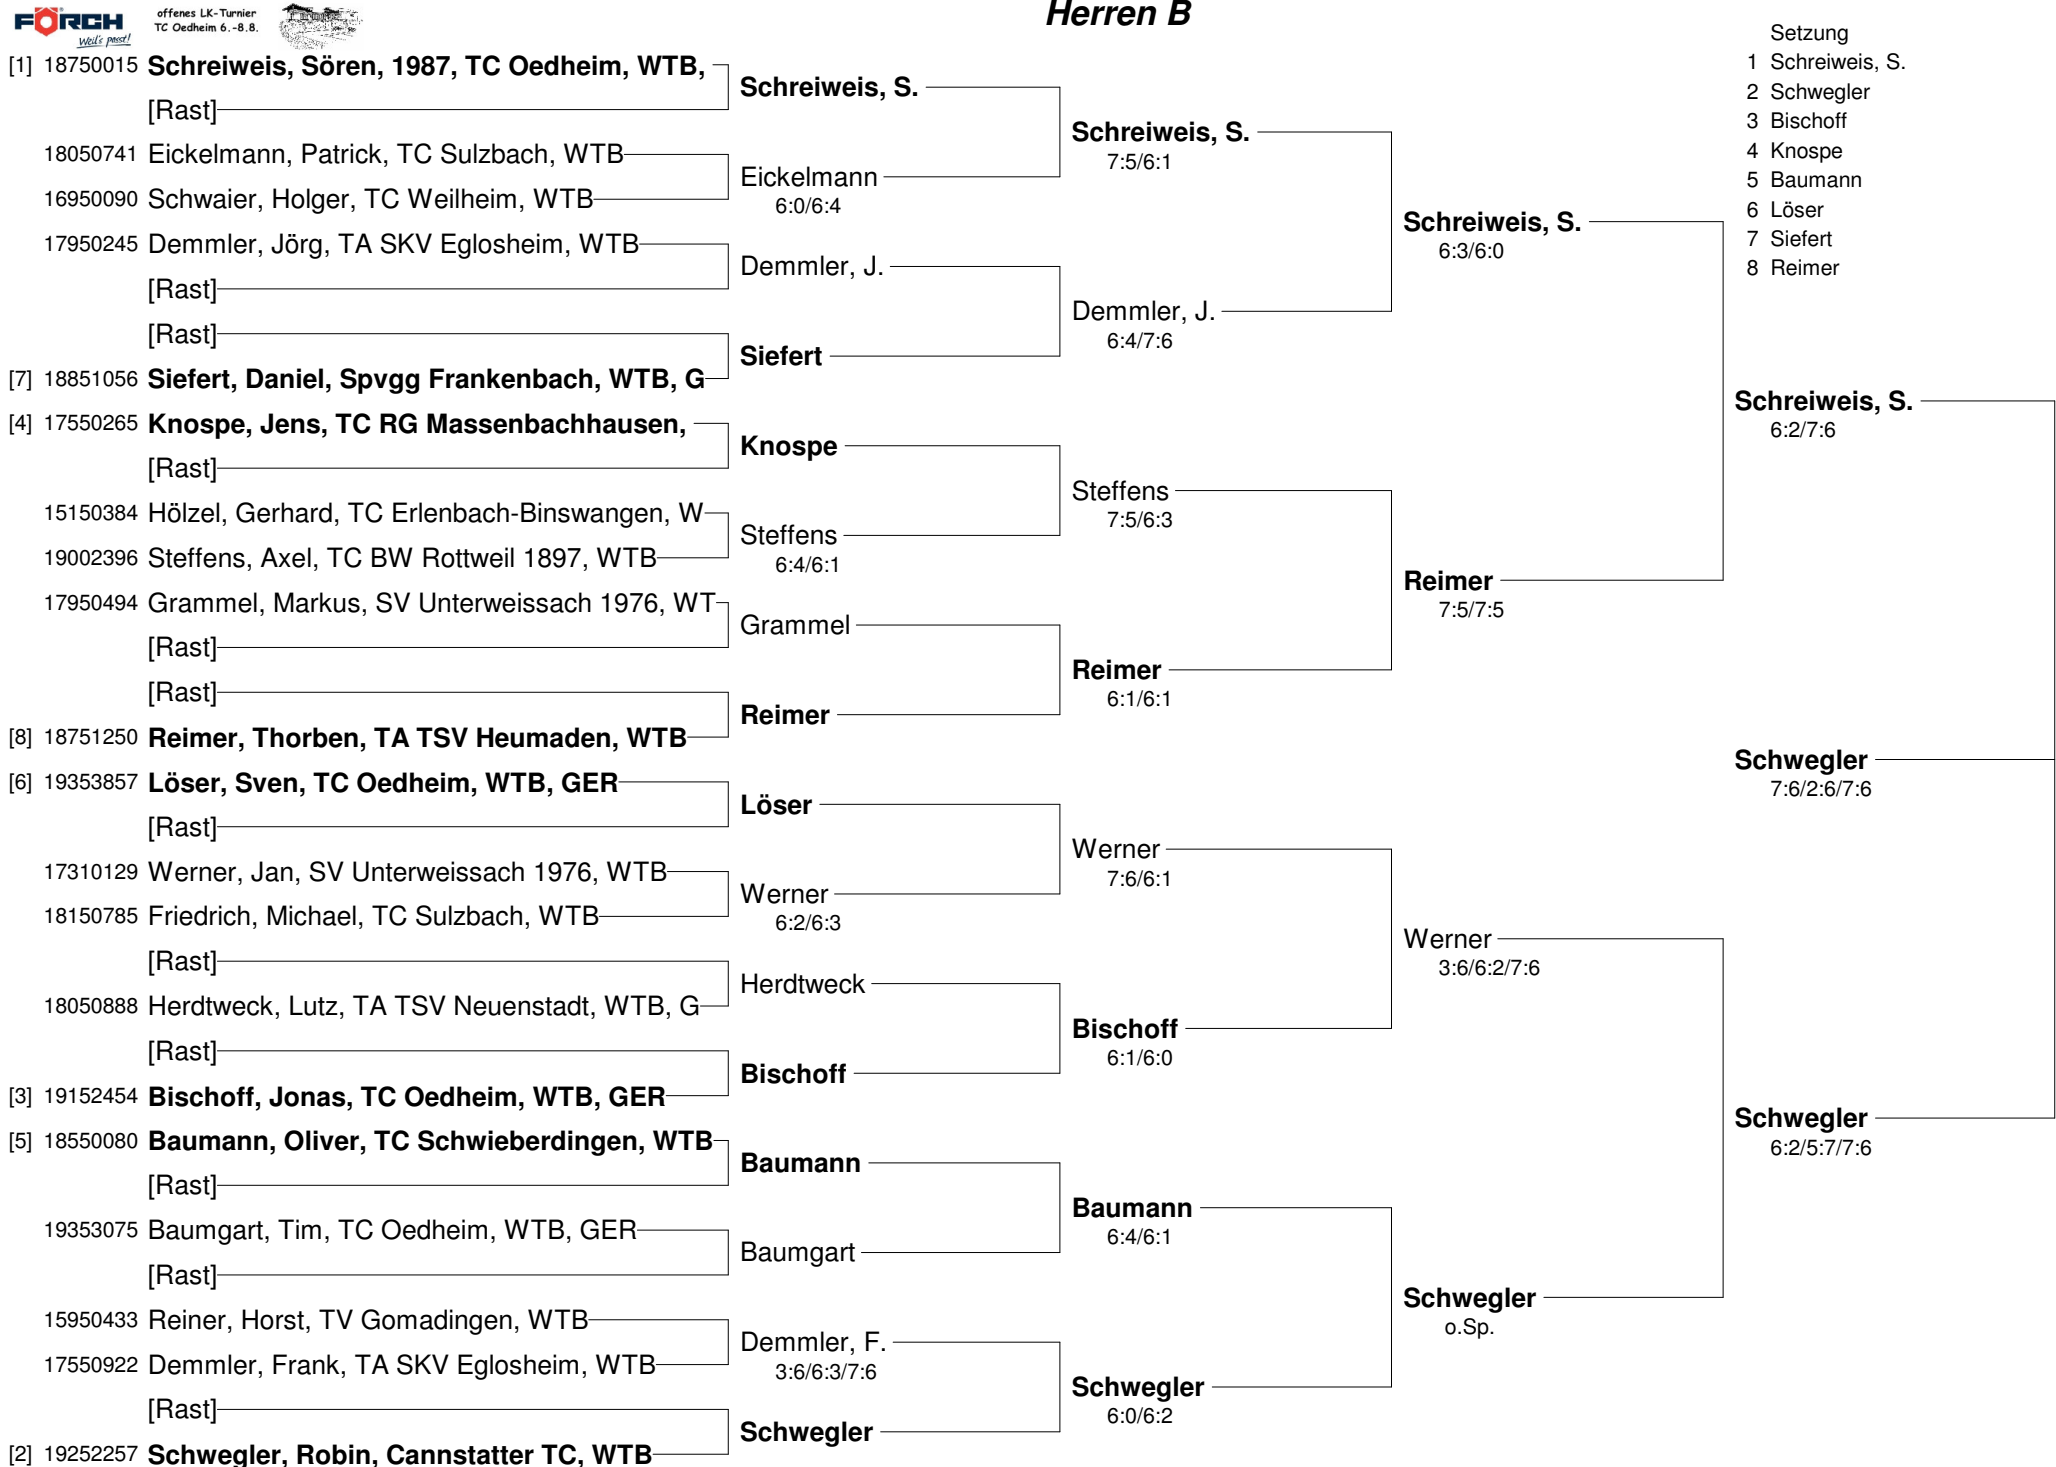 FÖRCH
Weil's passt!
offenes LK-Turnier
TC Oedheim 6.-8.8.
Herren B
Setzung
1 Schreiweis, S.
2 Schwegler
3 Bischoff
4 Knospe
5 Baumann
6 Löser
7 Siefert
8 Reimer
[1] 18750015 Schreiweis, Sören, 1987, TC Oedheim, WTB,
[Rast]
18050741 Eickelmann, Patrick, TC Sulzbach, WTB
16950090 Schwaier, Holger, TC Weilheim, WTB
17950245 Demmler, Jörg, TA SKV Eglosheim, WTB
[Rast]
[Rast]
[7] 18851056 Siefert, Daniel, Spvgg Frankenbach, WTB, G
[4] 17550265 Knospe, Jens, TC RG Massenbachhausen,
[Rast]
15150384 Hölzel, Gerhard, TC Erlenbach-Binswangen, W
19002396 Steffens, Axel, TC BW Rottweil 1897, WTB
17950494 Grammel, Markus, SV Unterweissach 1976, WT
[Rast]
[Rast]
[8] 18751250 Reimer, Thorben, TA TSV Heumaden, WTB
[6] 19353857 Löser, Sven, TC Oedheim, WTB, GER
[Rast]
17310129 Werner, Jan, SV Unterweissach 1976, WTB
18150785 Friedrich, Michael, TC Sulzbach, WTB
[Rast]
18050888 Herdtweck, Lutz, TA TSV Neuenstadt, WTB, G
[Rast]
[3] 19152454 Bischoff, Jonas, TC Oedheim, WTB, GER
[5] 18550080 Baumann, Oliver, TC Schwieberdingen, WTB
[Rast]
19353075 Baumgart, Tim, TC Oedheim, WTB, GER
[Rast]
15950433 Reiner, Horst, TV Gomadingen, WTB
17550922 Demmler, Frank, TA SKV Eglosheim, WTB
[Rast]
[2] 19252257 Schwegler, Robin, Cannstatter TC, WTB
Schreiweis, S.
Eickelmann
6:0/6:4
Demmler, J.
Siefert
Knospe
Steffens
6:4/6:1
Grammel
Reimer
Löser
Werner
6:2/6:3
Herdtweck
Bischoff
Baumann
Baumgart
Demmler, F.
3:6/6:3/7:6
Schwegler
Schreiweis, S.
7:5/6:1
Demmler, J.
6:4/7:6
Steffens
7:5/6:3
Reimer
6:1/6:1
Werner
7:6/6:1
Bischoff
6:1/6:0
Baumann
6:4/6:1
Schwegler
6:0/6:2
Schreiweis, S.
6:3/6:0
Reimer
7:5/7:5
Werner
3:6/6:2/7:6
Schwegler
o.Sp.
Schreiweis, S.
6:2/7:6
Schwegler
7:6/2:6/7:6
Schwegler
6:2/5:7/7:6